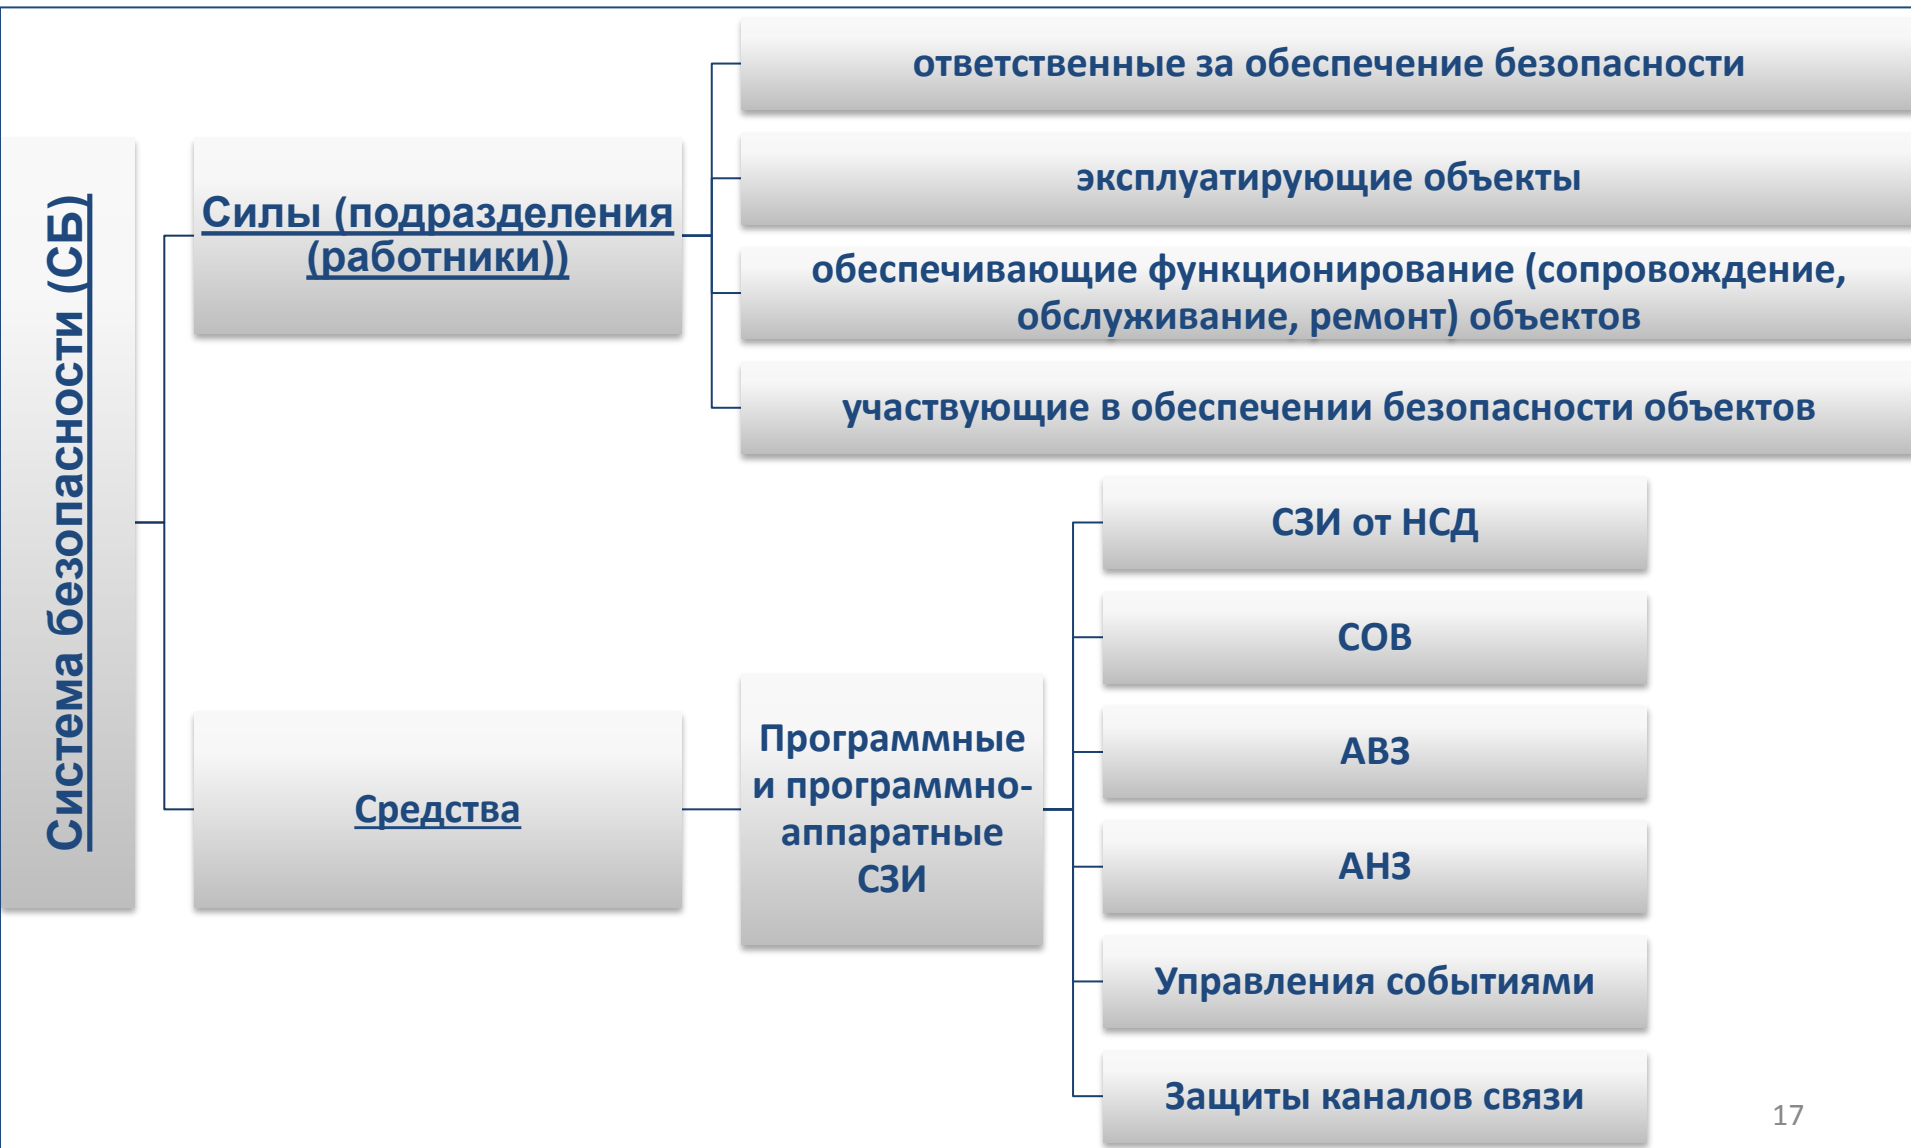 Система безопасности (СБ)
Силы (подразделения
(работники))
ответственные за обеспечение безопасности
эксплуатирующие объекты
обеспечивающие функционирование (сопровождение,
обслуживание, ремонт) объектов
участвующие в обеспечении безопасности объектов
Средства
Программные
и программно-
аппаратные
СЗИ
СЗИ от НСД
СОВ
АВЗ
АНЗ
Управления событиями
Защиты каналов связи
17